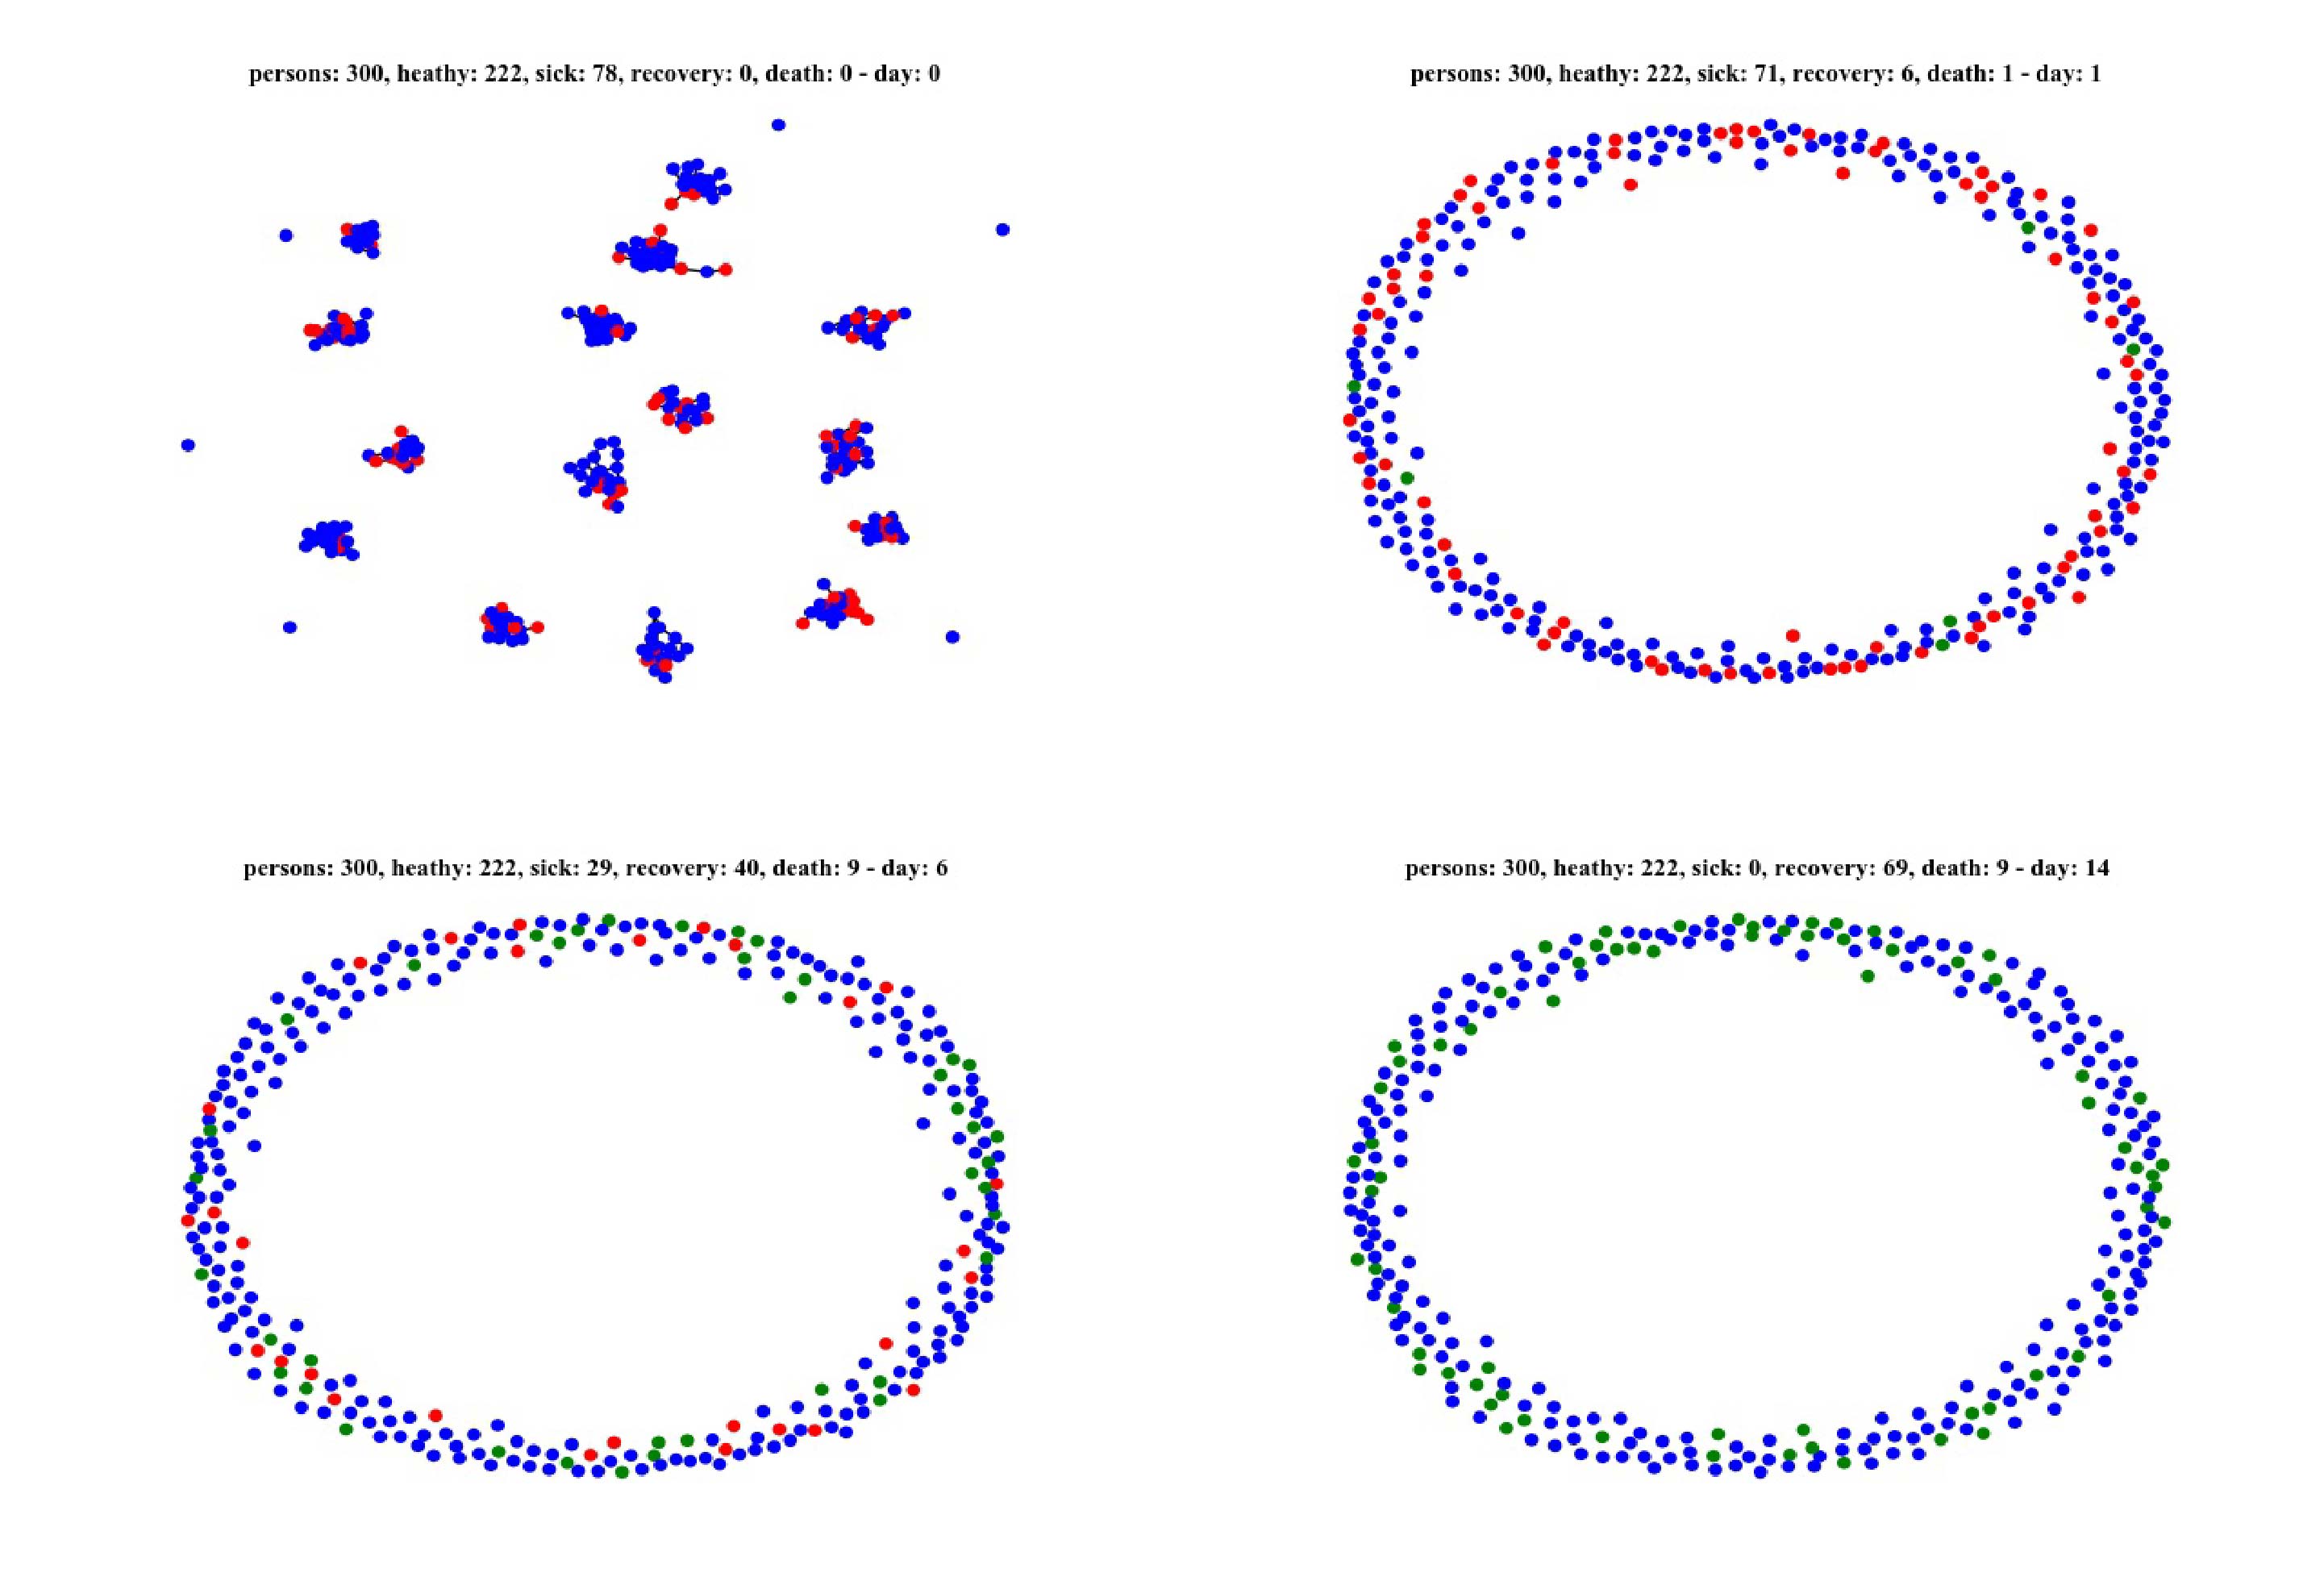 persons: 300, heathy: 222, sick: 78, recovery: 0, death: 0 - day: 0
persons: 300, heathy: 222, sick: 71, recovery: 6, death: 1 - day: 1
persons: 300, heathy: 222, sick: 29, recovery: 40, death: 9 - day: 6
persons: 300, heathy: 222, sick: 0, recovery: 69, death: 9 - day: 14